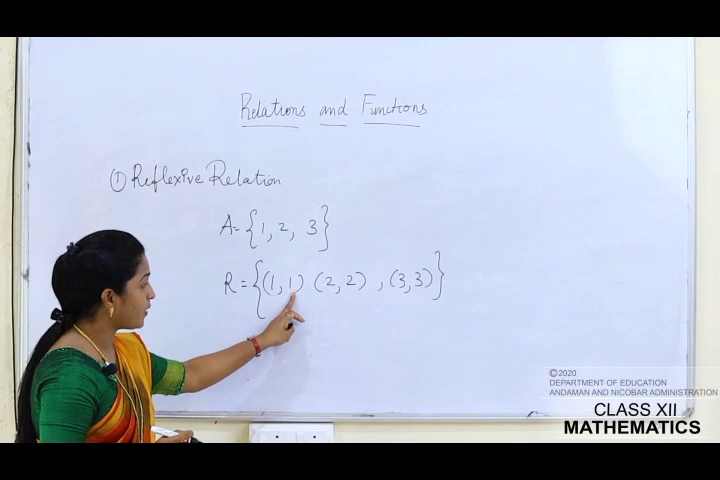 Relations and Functions
① Reflexive Relation
A = {1, 2, 3}
R = {(1, 1) (2, 2) , (3, 3)}
©2020
DEPARTMENT OF EDUCATION
ANDAMAN AND NICOBAR ADMINISTRATION
CLASS XII
MATHEMATICS